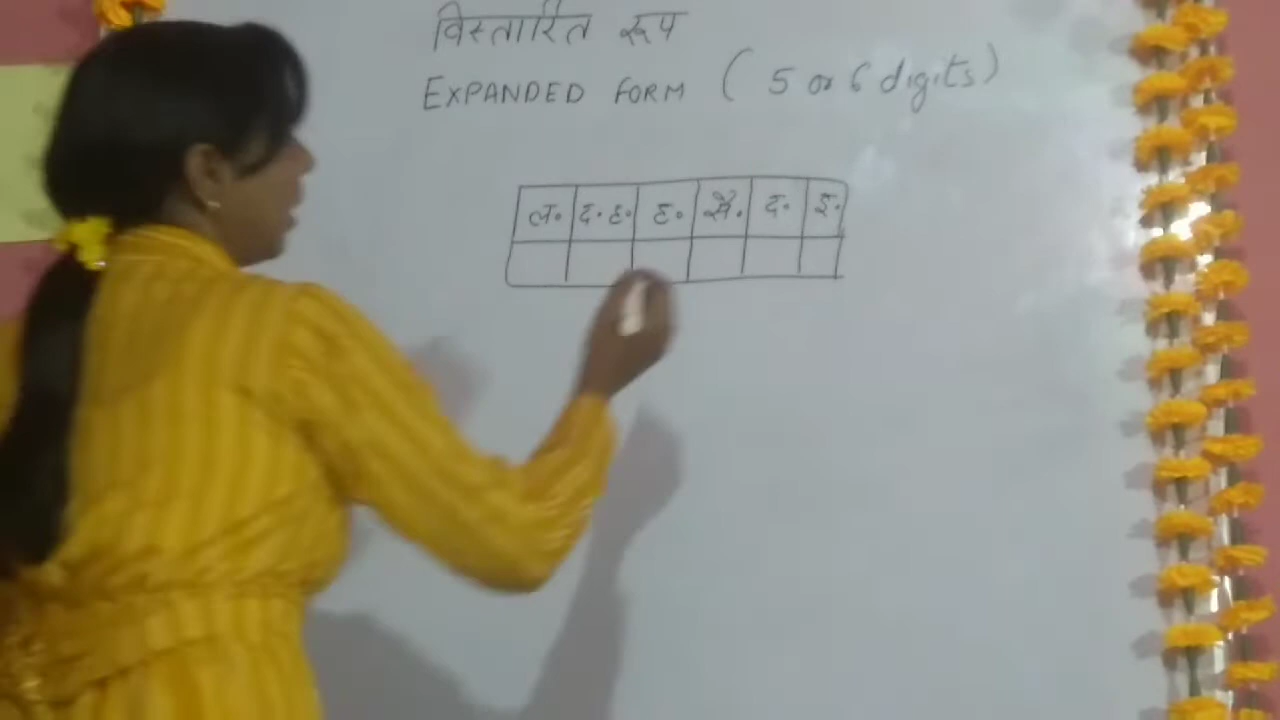 विस्तारित रूप
EXPANDED FORM ( 5 or 6 digits)
ल. द.ह. ह. सै. द. इ.